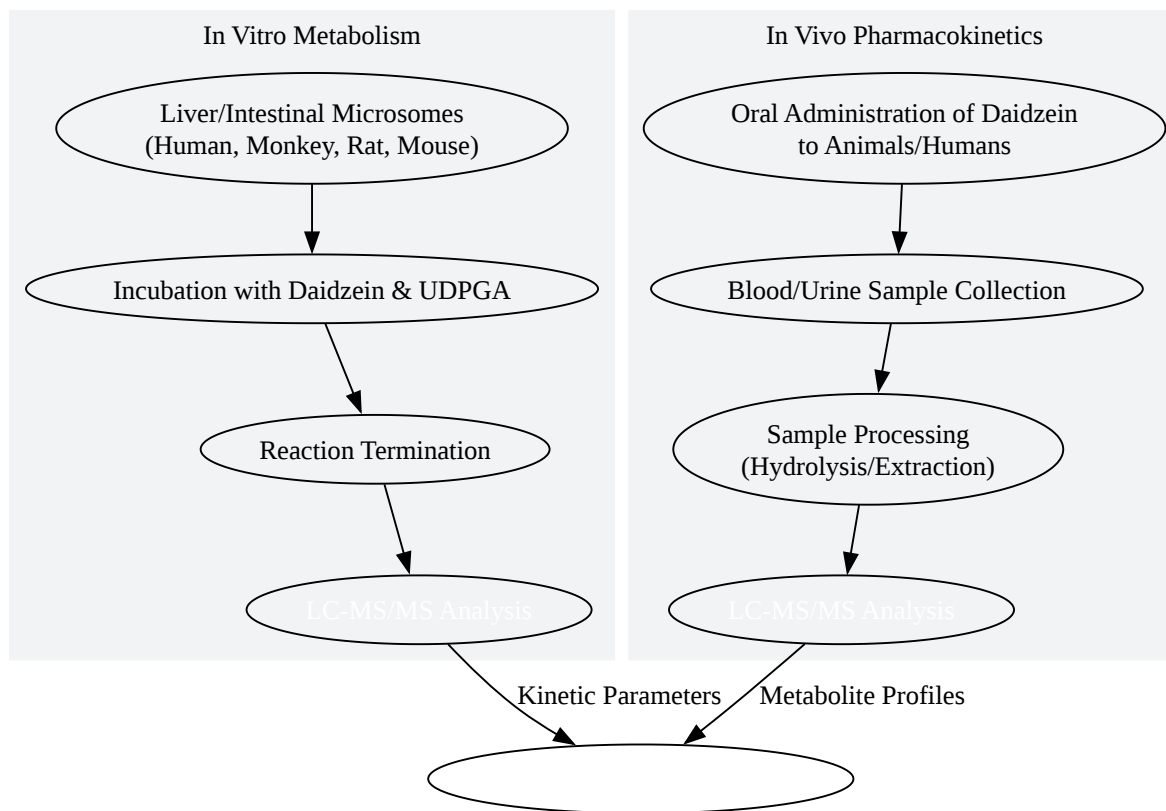 In Vitro Metabolism
Liver/Intestinal Microsomes
(Human, Monkey, Rat, Mouse)
Incubation with Daidzein & UDPGA
Reaction Termination
LC-MS/MS Analysis
In Vivo Pharmacokinetics
Oral Administration of Daidzein
to Animals/Humans
Blood/Urine Sample Collection
Sample Processing
(Hydrolysis/Extraction)
LC-MS/MS Analysis
Kinetic Parameters
Metabolite Profiles